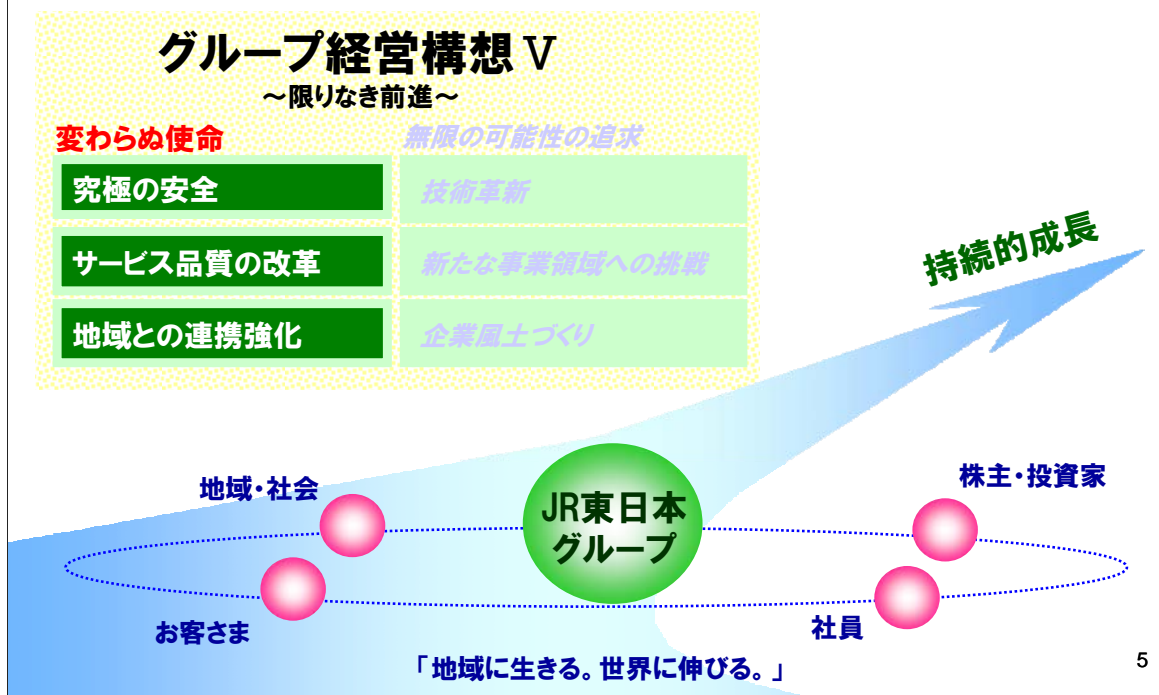 グループ経営構想Ⅴ
~限りなき前進~
変わらぬ使命
無限の可能性の追求
究極の安全
技術革新
サービス品質の改革
新たな事業領域への挑戦
地域との連携強化
企業風土づくり
持続的成長
地域・社会
株主・投資家
JR東日本
グループ
お客さま
社員
「地域に生きる。世界に伸びる。」
5